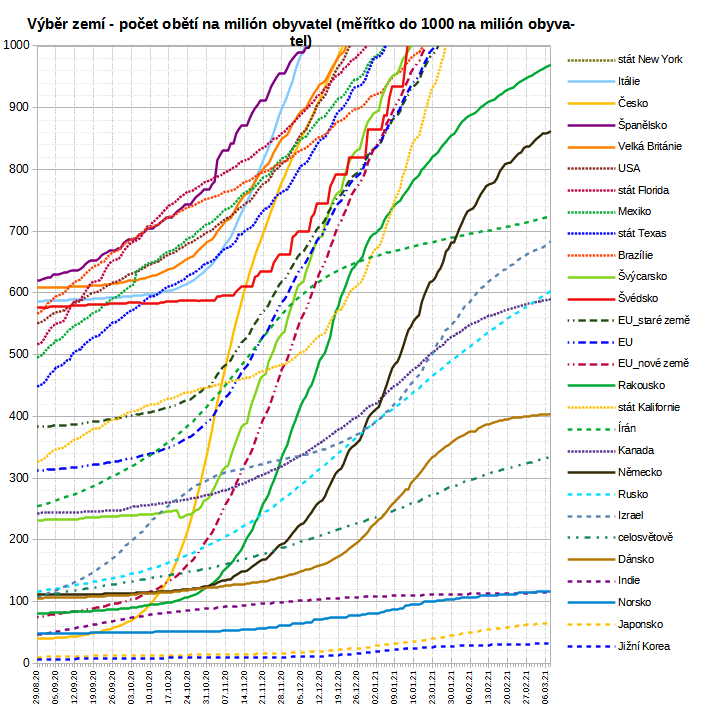 Výběr zemí - počet obětí na milión obyvatel (měřítko do 1000 na milión obyva-
tel)
1000
900
800
700
600
500
400
300
200
100
0
29.08.20
05.09.20
12.09.20
19.09.20
26.09.20
03.10.20
10.10.20
17.10.20
24.10.20
31.10.20
07.11.20
14.11.20
21.11.20
28.11.20
05.12.20
12.12.20
19.12.20
26.12.20
02.01.21
09.01.21
16.01.21
23.01.21
30.01.21
06.02.21
13.02.21
20.02.21
27.02.21
06.03.21
stát New York
Itálie
Česko
Španělsko
Velká Británie
USA
stát Florida
Mexiko
stát Texas
Brazílie
Švýcarsko
Švédsko
EU_staré země
EU
EU_nové země
Rakousko
stát Kalifornie
Írán
Kanada
Německo
Rusko
Izrael
celosvětově
Dánsko
Indie
Norsko
Japonsko
Jižní Korea